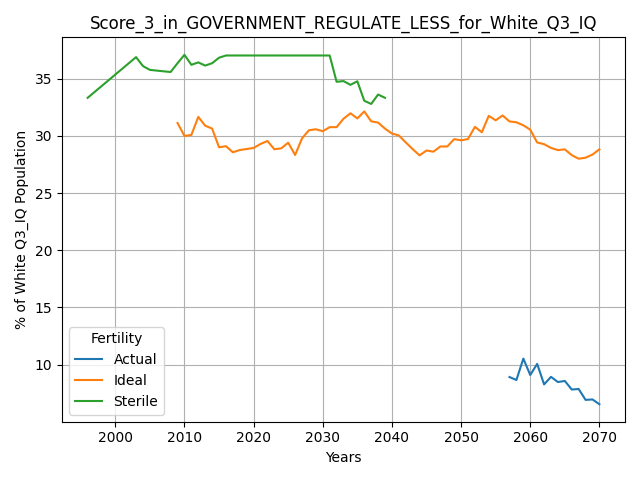 Score_3_in_GOVERNMENT_REGULATE_LESS_for_White_Q3_IQ
% of White Q3_IQ Population
35
30
25
20
15
10
Fertility
Actual
Ideal
Sterile
2000 2010 2020 2030 2040 2050 2060 2070
Years